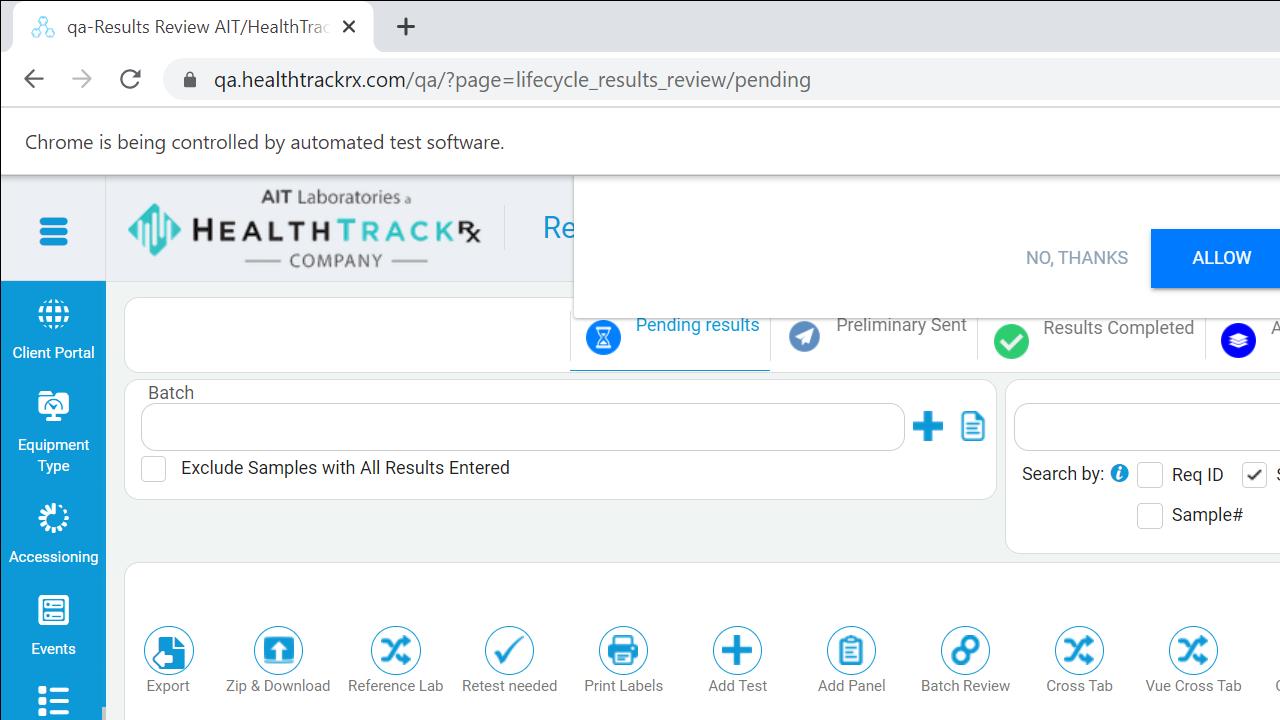 qa-Results Review AIT/HealthTrac
qa.healthtrackrx.com/qa/?page=lifecycle_results_review/pending
Chrome is being controlled by automated test software.
AIT Laboratories a
HEALTHTRACKRx
COMPANY
Re
NO, THANKS
ALLOW
Pending results
Preliminary Sent
Results Completed
A
Client Portal
Equipment
Type
Accessioning
Events
Batch
Exclude Samples with All Results Entered
Search by:
Req ID
Sample#
Export
Zip & Download
Reference Lab
Retest needed
Print Labels
Add Test
Add Panel
Batch Review
Cross Tab
Vue Cross Tab